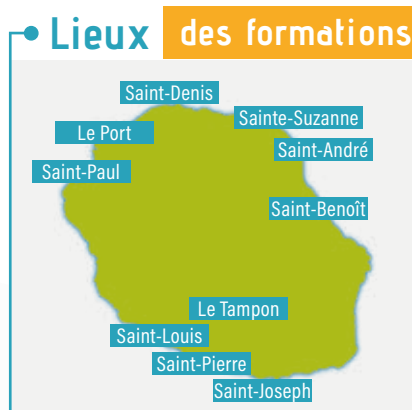 Lieux des formations
Saint-Denis
Sainte-Suzanne
Le Port
Saint-André
Saint-Paul
Saint-Benoît
Le Tampon
Saint-Louis
Saint-Pierre
Saint-Joseph